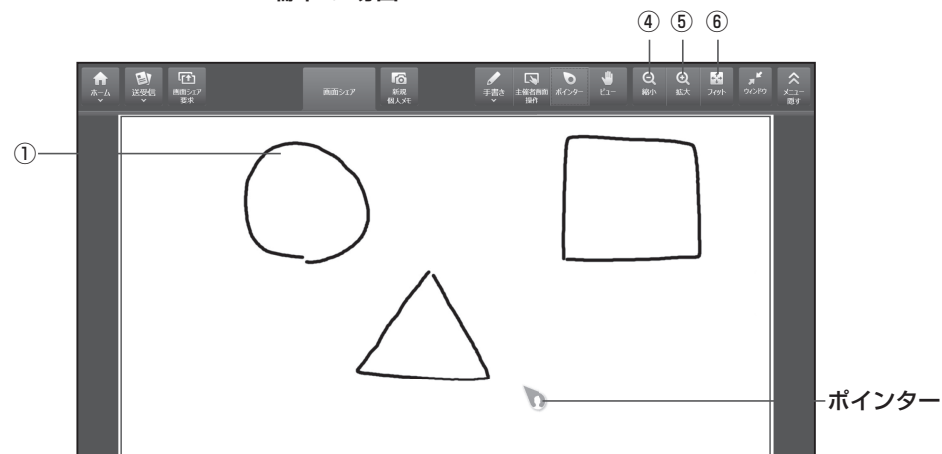 ④ ⑤ ⑥
ホーム 送受信 画面シェア要求 画面シェア 新規個人メモ 手書き 主催者画面操作 ポインター ビュー 縮小 拡大 フィット ウィンドウ メニュー隠す
①
ポインター